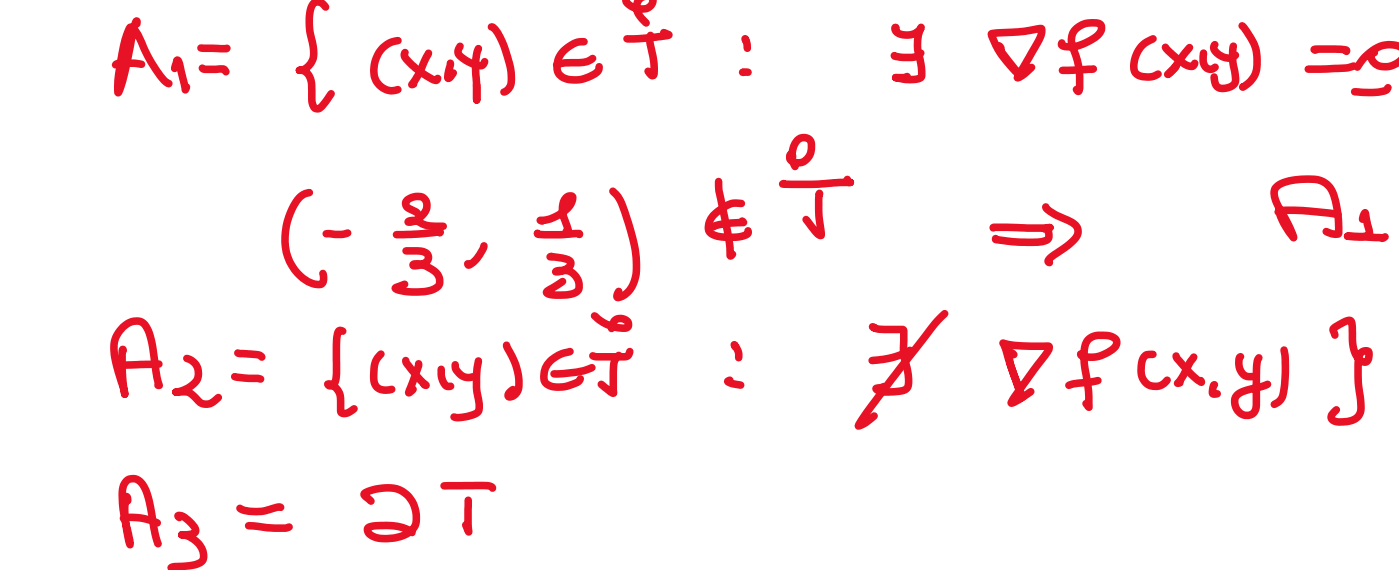 A₁ = { (x,y) ∈ T̊ : ∃ ∇f(x,y) = 0
(-2/3, 1/3) ∉ T̊ ⇒ A₁
A₂ = {(x,y) ∈ T̊ : ∄ ∇f(x,y) }
A₃ = ∂T